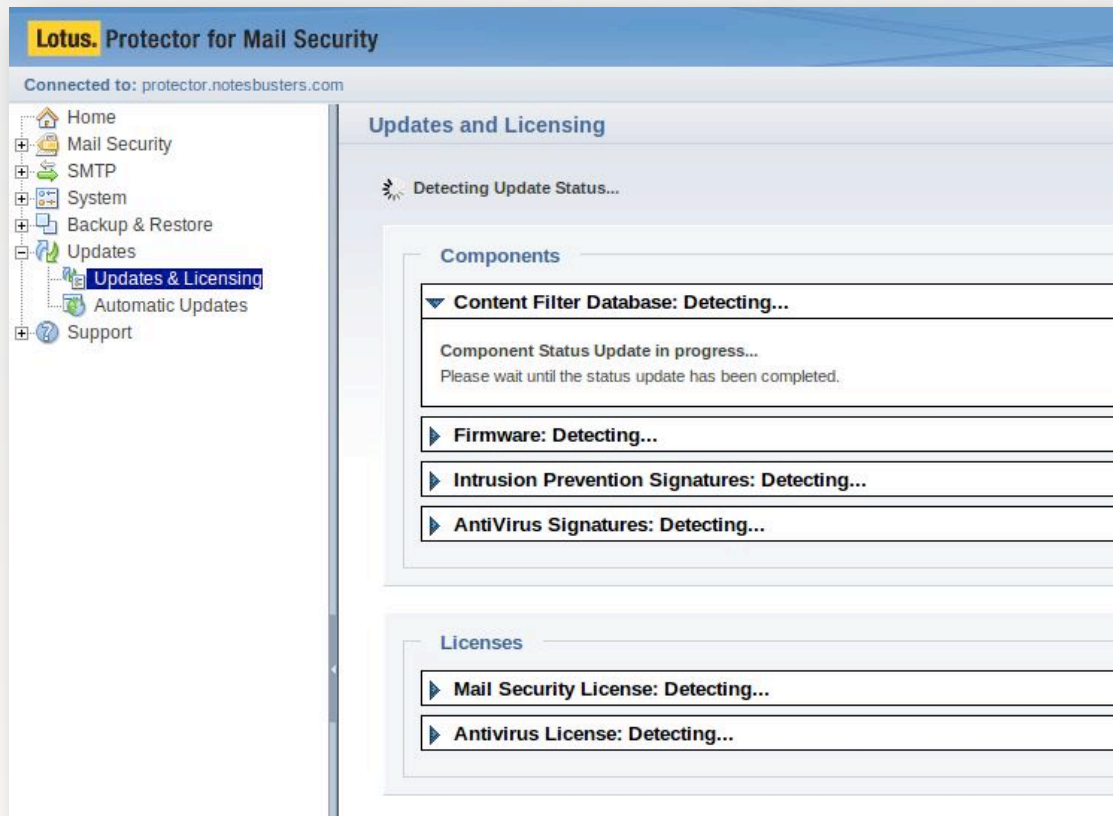 Lotus. Protector for Mail Security
Connected to: protector.notesbusters.com
Home
Mail Security
SMTP
System
Backup & Restore
Updates
Updates & Licensing
Automatic Updates
Support
Updates and Licensing
Detecting Update Status...
Components
Content Filter Database: Detecting...
Component Status Update in progress...
Please wait until the status update has been completed.
Firmware: Detecting...
Intrusion Prevention Signatures: Detecting...
AntiVirus Signatures: Detecting...
Licenses
Mail Security License: Detecting...
Antivirus License: Detecting...